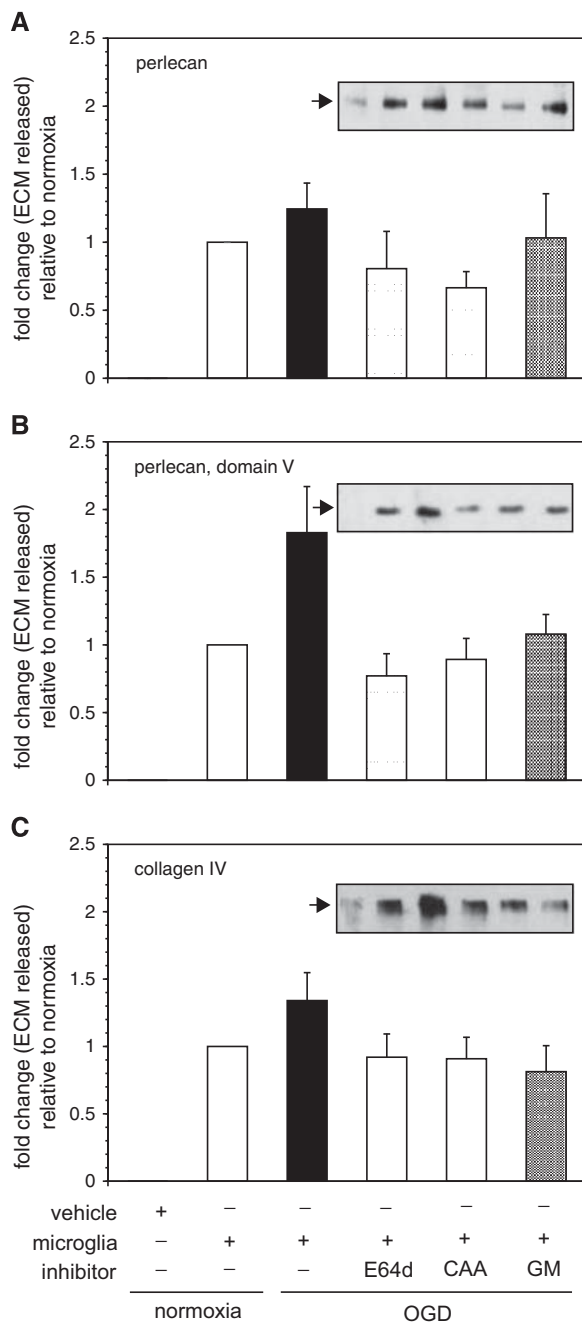 A
fold change (ECM released)
relative to normoxia
2.5
2
1.5
1
0.5
0
perlecan
B
fold change (ECM released)
relative to normoxia
2.5
2
1.5
1
0.5
0
perlecan, domain V
C
fold change (ECM released)
relative to normoxia
2.5
2
1.5
1
0.5
0
collagen IV
vehicle + – – – – –
microglia – + + + + +
inhibitor – – – E64d CAA GM
normoxia OGD